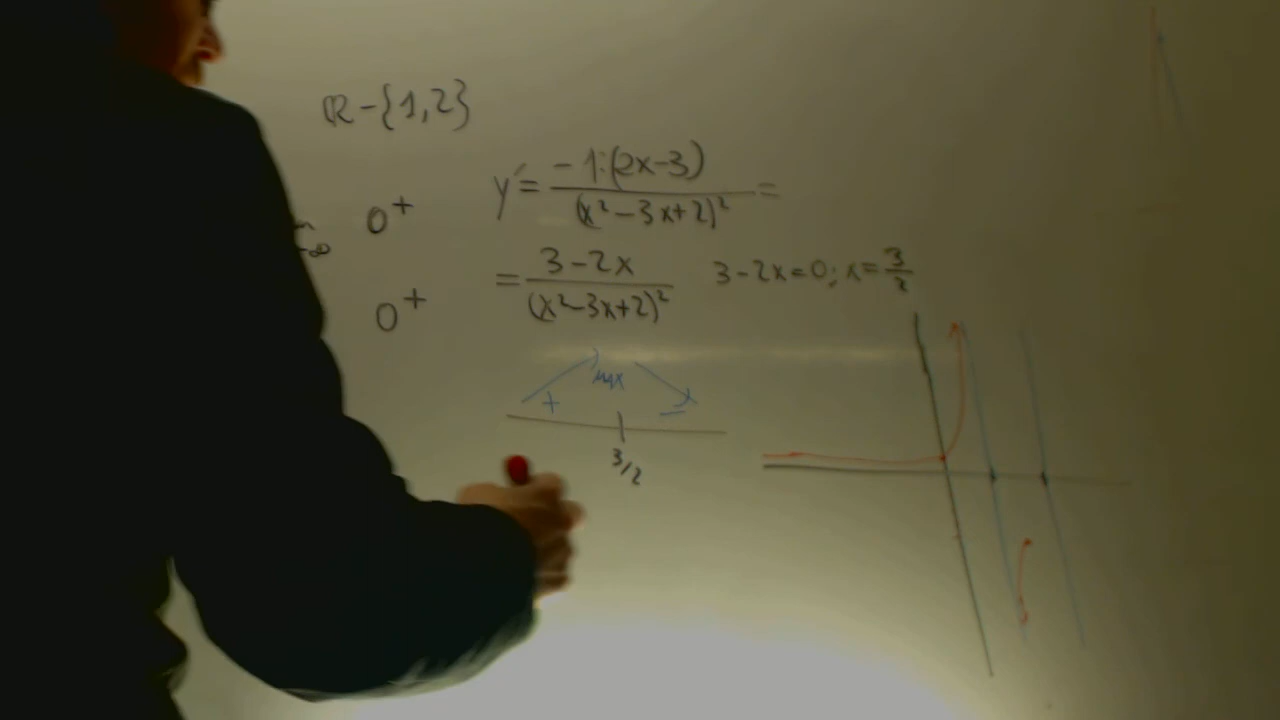 ℝ-{1,2}
y'= -1·(2x-3) / (x²-3x+2)² =
0⁺
= 3-2x / (x²-3x+2)²
3-2x=0; x=3/2
0⁺
MAX
+ -
3/2